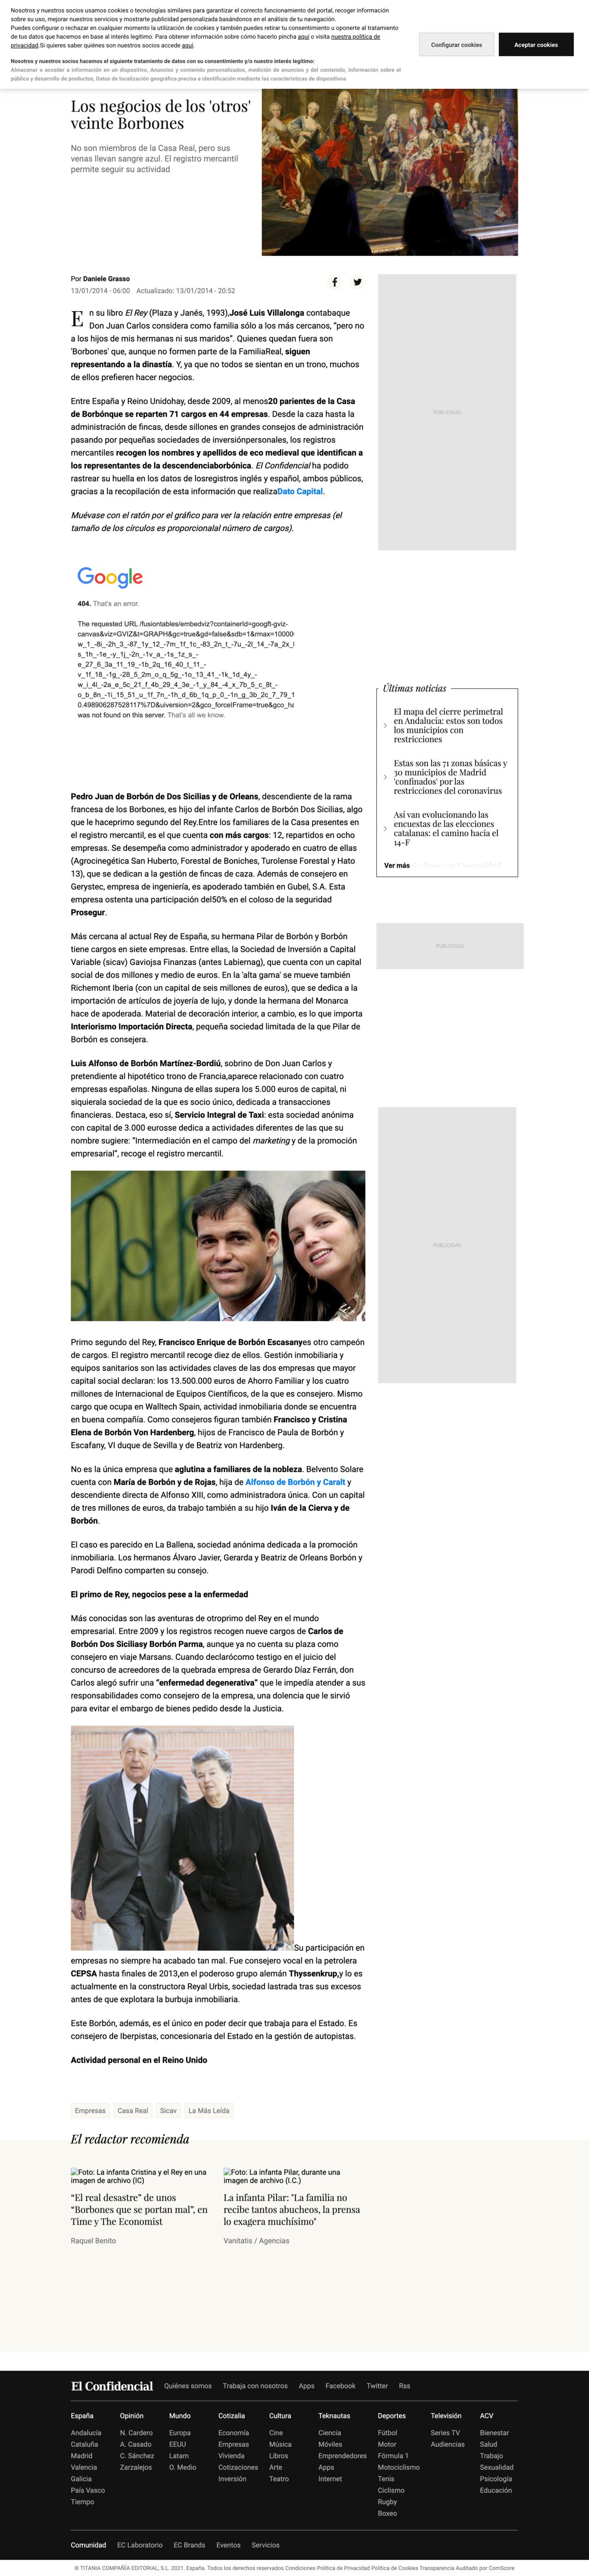 Nosotros y nuestros socios usamos cookies o tecnologías similares para garantizar el correcto funcionamiento del portal, recoger información
sobre su uso, mejorar nuestros servicios y mostrarte publicidad personalizada basándonos en el análisis de tu navegación.
Puedes configurar o rechazar en cualquier momento la utilización de cookies y también puedes retirar tu consentimiento u oponerte al tratamiento
de tus datos que hacemos en base al interés legítimo. Para obtener información sobre cómo hacerlo pincha aquí o visita nuestra política de
privacidad.Si quieres saber quiénes son nuestros socios accede aquí.
Nosotros y nuestros socios hacemos el siguiente tratamiento de datos con su consentimiento y/o nuestro interés legítimo:
Almacenar o acceder a información en un dispositivo, Anuncios y contenido personalizados, medición de anuncios y del contenido, información sobre el
público y desarrollo de productos, Datos de localización geográfica precisa e identificación mediante las características de dispositivos
Configurar cookies
Aceptar cookies
Los negocios de los 'otros'
veinte Borbones
No son miembros de la Casa Real, pero sus
venas llevan sangre azul. El registro mercantil
permite seguir su actividad
Por Daniele Grasso
13/01/2014 - 06:00 Actualizado: 13/01/2014 - 20:52
En su libro El Rey (Plaza y Janés, 1993),José Luis Villalonga contabaque
Don Juan Carlos considera como familia sólo a los más cercanos, "pero no
a los hijos de mis hermanas ni sus maridos". Quienes quedan fuera son
'Borbones' que, aunque no formen parte de la FamiliaReal, siguen
representando a la dinastía. Y, ya que no todos se sientan en un trono, muchos
de ellos prefieren hacer negocios.
Entre España y Reino Unidohay, desde 2009, al menos20 parientes de la Casa
de Borbónque se reparten 71 cargos en 44 empresas. Desde la caza hasta la
administración de fincas, desde sillones en grandes consejos de administración
pasando por pequeñas sociedades de inversiónpersonales, los registros
mercantiles recogen los nombres y apellidos de eco medieval que identifican a
los representantes de la descendenciaborbónica. El Confidencial ha podido
rastrear su huella en los datos de losregistros inglés y español, ambos públicos,
gracias a la recopilación de esta información que realizaDato Capital.
Muévase con el ratón por el gráfico para ver la relación entre empresas (el
tamaño de los círculos es proporcionalal número de cargos).
PUBLICIDAD
Google
404. That's an error.
The requested URL /fusiontables/embedviz?containerId=googft-gviz-
canvas&viz=GVIZ&t=GRAPH&gc=true&gd=false&sdb=1&rmax=10000
w_1_-8i_-2h_3_-87_1y_12_-7m_1f_1c_-83_2n_t_-7u_-2l_14_-7a_2x_l
s_1h_-1e_-y_1j_-2n_-1v_a_-1s_1z_s_-
e_27_6_3a_11_19_-1b_2q_16_40_t_11_-
v_1f_18_-1g_-28_5_2m_o_q_5g_-1o_13_41_-1k_1d_4y_-
w_i_4l_-2a_e_5c_21_f_4b_29_4_3e_-1_y_84_-4_x_7b_5_c_8t_-
o_b_8n_-1i_15_51_u_1f_7n_-1h_d_6b_1q_p_0_-1n_g_3b_2c_7_79_1
0.498906287528117%7D&uiversion=2&gco_forceIFrame=true&gco_ha
was not found on this server. That's all we know.
Últimas noticias
El mapa del cierre perimetral
en Andalucía: estos son todos
los municipios con
restricciones
Estas son las 71 zonas básicas y
30 municipios de Madrid
'confinados' por las
restricciones del coronavirus
Así van evolucionando las
encuestas de las elecciones
catalanas: el camino hacia el
14-F
Ver más
Pedro Juan de Borbón de Dos Sicilias y de Orleans, descendiente de la rama
francesa de los Borbones, es hijo del infante Carlos de Borbón Dos Sicilias, algo
que le haceprimo segundo del Rey.Entre los familiares de la Casa presentes en
el registro mercantil, es el que cuenta con más cargos: 12, repartidos en ocho
empresas. Se desempeña como administrador y apoderado en cuatro de ellas
(Agrocinegética San Huberto, Forestal de Boniches, Turolense Forestal y Hato
13), que se dedican a la gestión de fincas de caza. Además de consejero en
Gerystec, empresa de ingeniería, es apoderado también en Gubel, S.A. Esta
empresa ostenta una participación del50% en el coloso de la seguridad
Prosegur.
PUBLICIDAD
Más cercana al actual Rey de España, su hermana Pilar de Borbón y Borbón
tiene cargos en siete empresas. Entre ellas, la Sociedad de Inversión a Capital
Variable (sicav) Gaviojsa Finanzas (antes Labiernag), que cuenta con un capital
social de dos millones y medio de euros. En la 'alta gama' se mueve también
Richemont Iberia (con un capital de seis millones de euros), que se dedica a la
importación de artículos de joyería de lujo, y donde la hermana del Monarca
hace de apoderada. Material de decoración interior, a cambio, es lo que importa
Interiorismo Importación Directa, pequeña sociedad limitada de la que Pilar de
Borbón es consejera.
Luis Alfonso de Borbón Martínez-Bordiú, sobrino de Don Juan Carlos y
pretendiente al hipotético trono de Francia,aparece relacionado con cuatro
empresas españolas. Ninguna de ellas supera los 5.000 euros de capital, ni
siquierala sociedad de la que es socio único, dedicada a transacciones
financieras. Destaca, eso sí, Servicio Integral de Taxi: esta sociedad anónima
con capital de 3.000 eurosse dedica a actividades diferentes de las que su
nombre sugiere: "Intermediación en el campo del marketing y de la promoción
empresarial", recoge el registro mercantil.
PUBLICIDAD
Primo segundo del Rey, Francisco Enrique de Borbón Escasanyes otro campeón
de cargos. El registro mercantil recoge diez de ellos. Gestión inmobiliaria y
equipos sanitarios son las actividades claves de las dos empresas que mayor
capital social declaran: los 13.500.000 euros de Ahorro Familiar y los cuatro
millones de Internacional de Equipos Científicos, de la que es consejero. Mismo
cargo que ocupa en Walltech Spain, actividad inmobiliaria donde se encuentra
en buena compañía. Como consejeros figuran también Francisco y Cristina
Elena de Borbón Von Hardenberg, hijos de Francisco de Paula de Borbón y
Escafany, VI duque de Sevilla y de Beatriz von Hardenberg.
No es la única empresa que aglutina a familiares de la nobleza. Belvento Solare
cuenta con María de Borbón y de Rojas, hija de Alfonso de Borbón y Caralt y
descendiente directa de Alfonso XIII, como administradora única. Con un capital
de tres millones de euros, da trabajo también a su hijo Iván de la Cierva y de
Borbón.
El caso es parecido en La Ballena, sociedad anónima dedicada a la promoción
inmobiliaria. Los hermanos Álvaro Javier, Gerarda y Beatriz de Orleans Borbón y
Parodi Delfino comparten su consejo.
El primo de Rey, negocios pese a la enfermedad
Más conocidas son las aventuras de otroprimo del Rey en el mundo
empresarial. Entre 2009 y los registros recogen nueve cargos de Carlos de
Borbón Dos Siciliasy Borbón Parma, aunque ya no cuenta su plaza como
consejero en viaje Marsans. Cuando declarócomo testigo en el juicio del
concurso de acreedores de la quebrada empresa de Gerardo Díaz Ferrán, don
Carlos alegó sufrir una "enfermedad degenerativa" que le impedía atender a sus
responsabilidades como consejero de la empresa, una dolencia que le sirvió
para evitar el embargo de bienes pedido desde la Justicia.
Su participación en
empresas no siempre ha acabado tan mal. Fue consejero vocal en la petrolera
CEPSA hasta finales de 2013,en el poderoso grupo alemán Thyssenkrup,y lo es
actualmente en la constructora Reyal Urbis, sociedad lastrada tras sus excesos
antes de que explotara la burbuja inmobiliaria.
Este Borbón, además, es el único en poder decir que trabaja para el Estado. Es
consejero de Iberpistas, concesionaria del Estado en la gestión de autopistas.
Actividad personal en el Reino Unido
Empresas Casa Real Sicav La Más Leída
El redactor recomienda
Foto: La infanta Cristina y el Rey en una
imagen de archivo (IC)
"El real desastre" de unos
"Borbones que se portan mal", en
Time y The Economist
Raquel Benito
Foto: La infanta Pilar, durante una
imagen de archivo (I.C.)
La infanta Pilar: "La familia no
recibe tantos abucheos, la prensa
lo exagera muchísimo"
Vanitatis / Agencias
El Confidencial Quiénes somos Trabaja con nosotros Apps Facebook Twitter Rss
España
Andalucía
Cataluña
Madrid
Valencia
Galicia
País Vasco
Tiempo
Opinión
N. Cardero
A. Casado
C. Sánchez
Zarzalejos
Mundo
Europa
EEUU
Latam
O. Medio
Cotizalia
Economía
Empresas
Vivienda
Cotizaciones
Inversión
Cultura
Cine
Música
Libros
Arte
Teatro
Teknautas
Ciencia
Móviles
Emprendedores
Apps
Internet
Deportes
Fútbol
Motor
Fórmula 1
Motociclismo
Tenis
Ciclismo
Rugby
Boxeo
Televisión
Series TV
Audiencias
ACV
Bienestar
Salud
Trabajo
Sexualidad
Psicología
Educación
Comunidad EC Laboratorio EC Brands Eventos Servicios
© TITANIA COMPAÑÍA EDITORIAL, S.L. 2021. España. Todos los derechos reservados Condiciones Política de Privacidad Política de Cookies Transparencia Auditado por ComScore